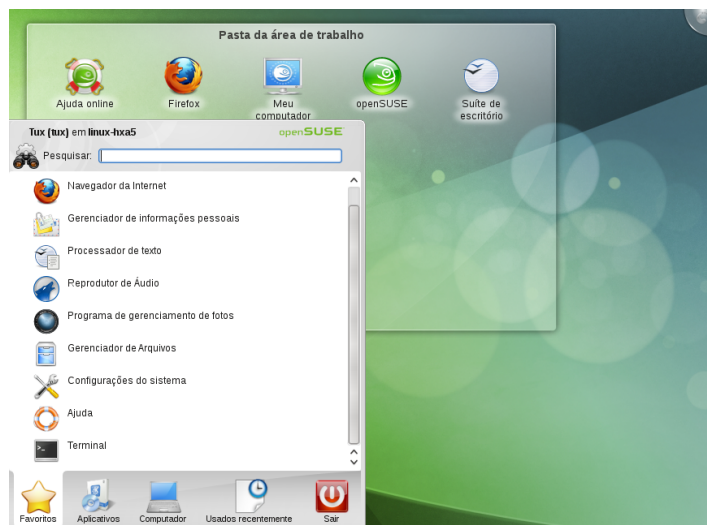 Pasta da área de trabalho
Ajuda online
Firefox
Meu
computador
openSUSE
Suíte de
escritório
Tux (tux) em linux-hxa5
openSUSE
Pesquisar:
Navegador da Internet
Gerenciador de informações pessoais
Processador de texto
Reprodutor de Áudio
Programa de gerenciamento de fotos
Gerenciador de Arquivos
Configurações do sistema
Ajuda
Terminal
Favoritos
Aplicativos
Computador
Usados recentemente
Sair